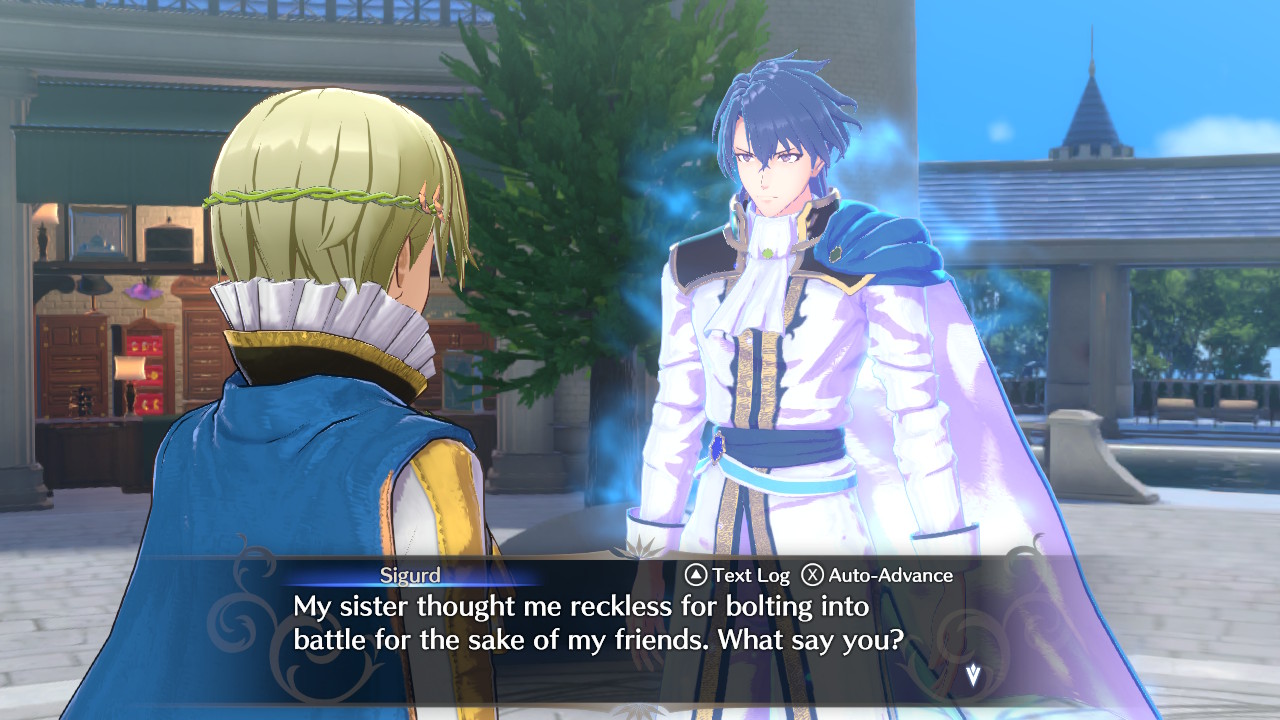 Sigurd
Text Log X Auto-Advance
My sister thought me reckless for bolting into
battle for the sake of my friends. What say you?